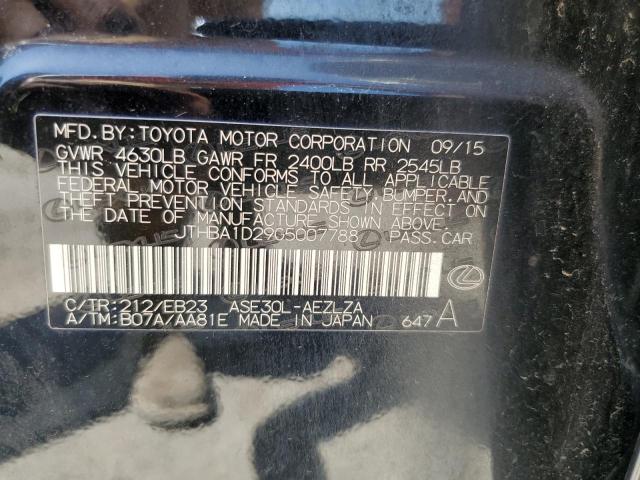 MFD. BY: TOYOTA MOTOR CORPORATION 09/15
GVWR 4630LB GAWR FR 2400LB RR 2545LB
THIS VEHICLE CONFORMS TO ALL APPLICABLE
FEDERAL MOTOR VEHICLE SAFETY, BUMPER, AND
THEFT PREVENTION STANDARDS IN EFFECT ON
THE DATE OF MANUFACTURE SHOWN ABOVE.
JTHBA1D29G5007788 PASS. CAR
C/TR:212/EB23 ASE30L-AEZLZA
A/TM:B07A/AA81E MADE IN JAPAN 647A